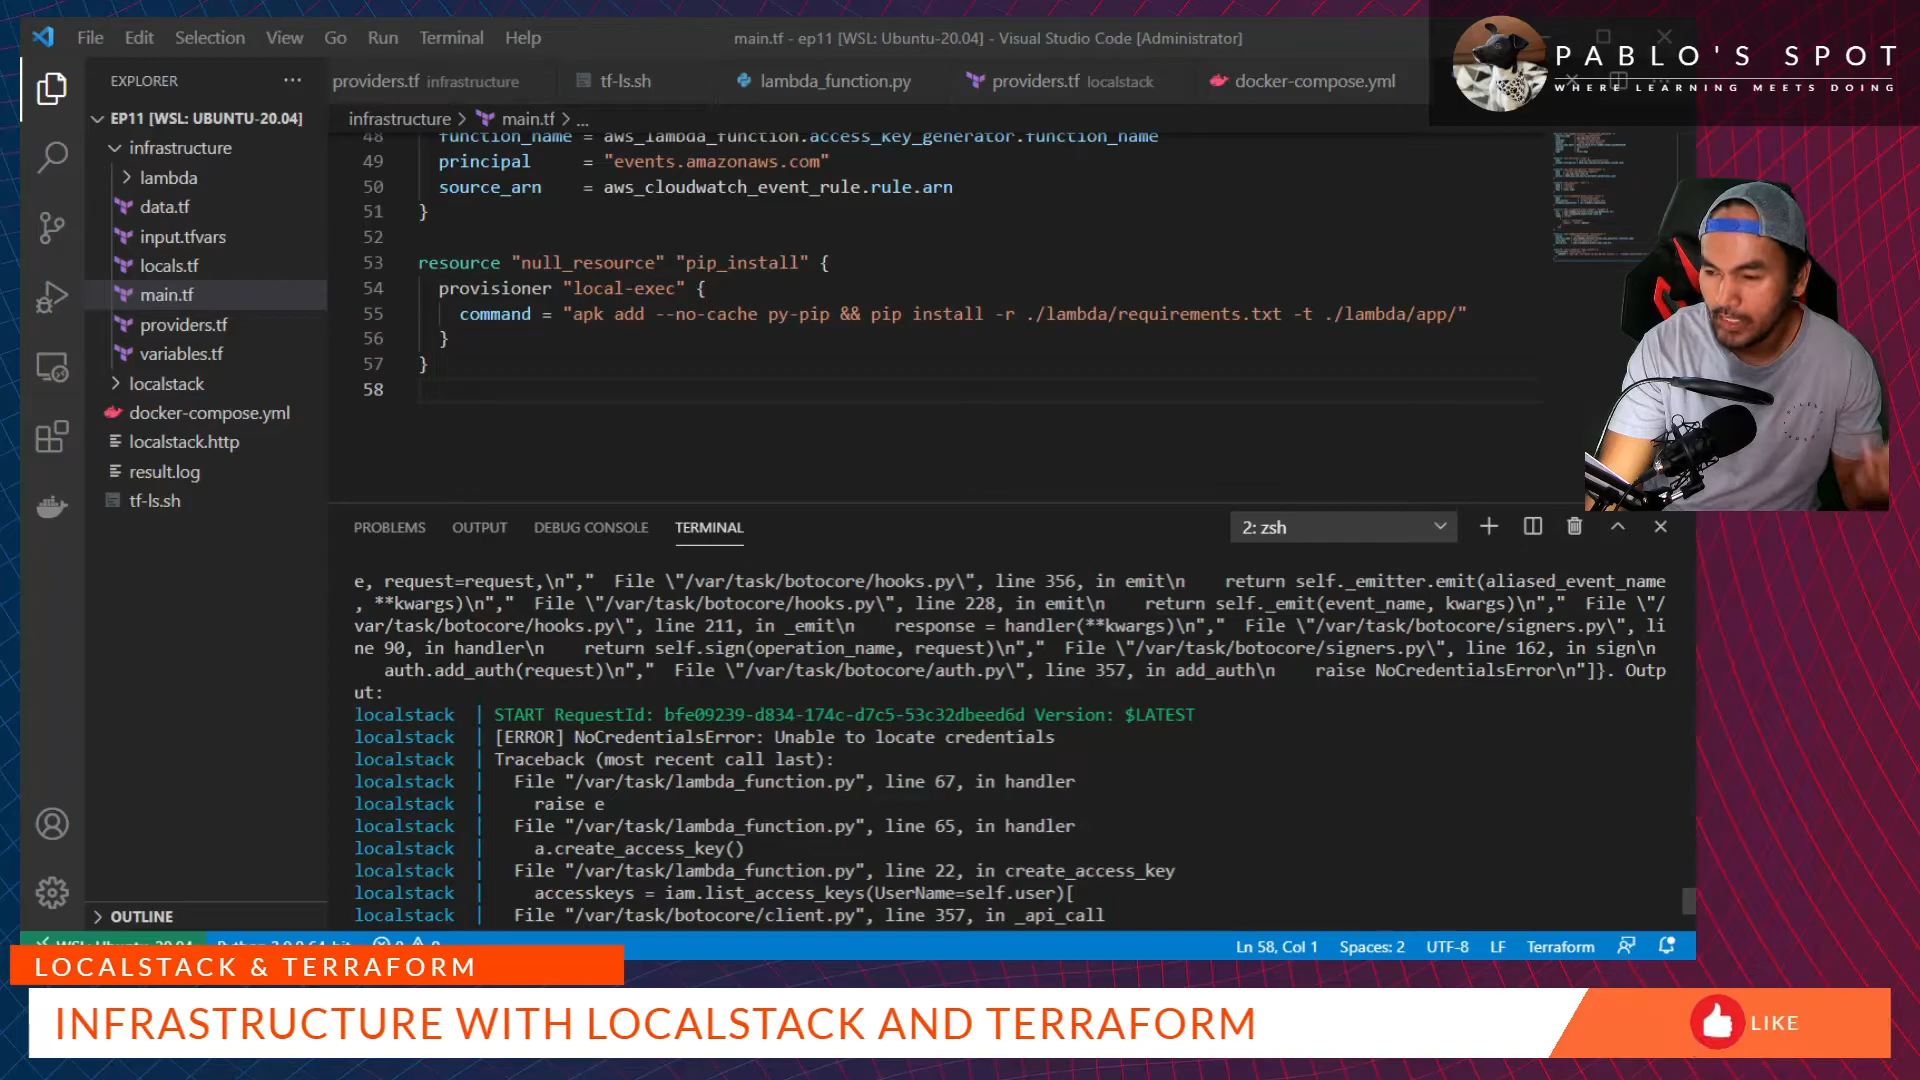 File Edit Selection View Go Run Terminal Help
main.tf - ep11 [WSL: Ubuntu-20.04] - Visual Studio Code [Administrator]
PABLO'S SPOT
WHERE LEARNING MEETS DOING
EXPLORER
providers.tf infrastructure tf-ls.sh lambda_function.py providers.tf localstack docker-compose.yml
EP11 [WSL: UBUNTU-20.04]
infrastructure
lambda
data.tf
input.tfvars
locals.tf
main.tf
providers.tf
variables.tf
localstack
docker-compose.yml
localstack.http
result.log
tf-ls.sh
OUTLINE
infrastructure > main.tf > ...
48 function_name = aws_lambda_function.access_key_generator.function_name
49 principal = "events.amazonaws.com"
50 source_arn = aws_cloudwatch_event_rule.rule.arn
51 }
52
53 resource "null_resource" "pip_install" {
54 provisioner "local-exec" {
55 command = "apk add --no-cache py-pip && pip install -r ./lambda/requirements.txt -t ./lambda/app/"
56 }
57 }
58
PROBLEMS OUTPUT DEBUG CONSOLE TERMINAL
2: zsh
e, request=request,\n"," File \"/var/task/botocore/hooks.py\", line 356, in emit\n return self._emitter.emit(aliased_event_name
, **kwargs)\n"," File \"/var/task/botocore/hooks.py\", line 228, in emit\n return self._emit(event_name, kwargs)\n"," File \"/
var/task/botocore/hooks.py\", line 211, in _emit\n response = handler(**kwargs)\n"," File \"/var/task/botocore/signers.py\", li
ne 90, in handler\n return self.sign(operation_name, request)\n"," File \"/var/task/botocore/signers.py\", line 162, in sign\n
auth.add_auth(request)\n"," File \"/var/task/botocore/auth.py\", line 357, in add_auth\n raise NoCredentialsError\n"]}. Outp
ut:
localstack | START RequestId: bfe09239-d834-174c-d7c5-53c32dbeed6d Version: $LATEST
localstack | [ERROR] NoCredentialsError: Unable to locate credentials
localstack | Traceback (most recent call last):
localstack | File "/var/task/lambda_function.py", line 67, in handler
localstack | raise e
localstack | File "/var/task/lambda_function.py", line 65, in handler
localstack | a.create_access_key()
localstack | File "/var/task/lambda_function.py", line 22, in create_access_key
localstack | accesskeys = iam.list_access_keys(UserName=self.user)[
localstack | File "/var/task/botocore/client.py", line 357, in _api_call
Ln 58, Col 1 Spaces: 2 UTF-8 LF Terraform
LOCALSTACK & TERRAFORM
INFRASTRUCTURE WITH LOCALSTACK AND TERRAFORM
LIKE